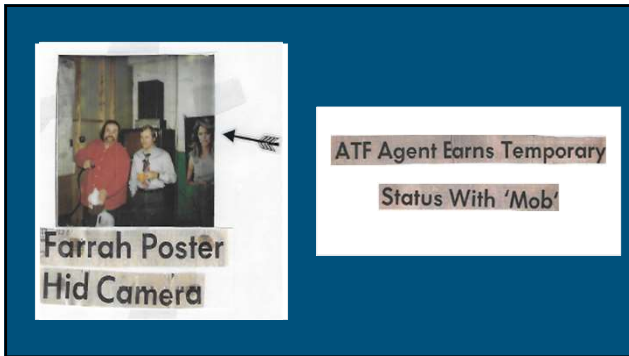 Farrah Poster
Hid Camera
ATF Agent Earns Temporary
Status With 'Mob'